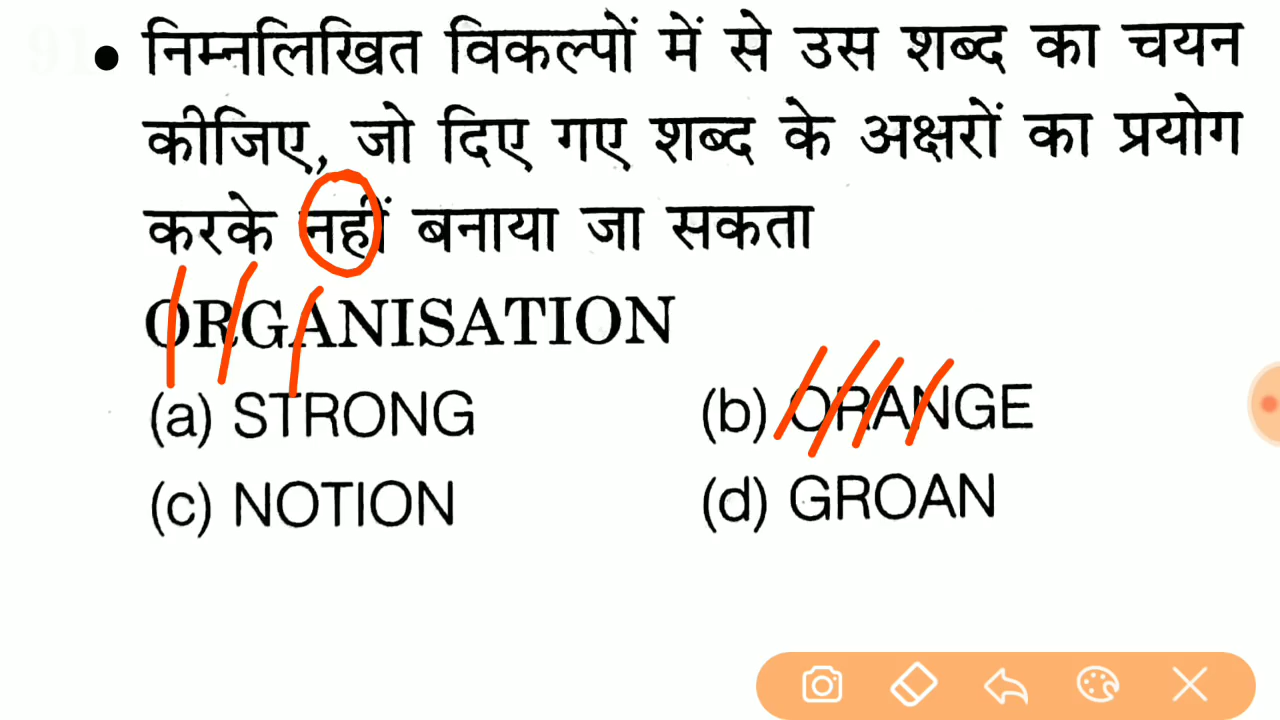 • निम्नलिखित विकल्पों में से उस शब्द का चयन
कीजिए, जो दिए गए शब्द के अक्षरों का प्रयोग
करके नहीं बनाया जा सकता
ORGANISATION
(a) STRONG (b) ORANGE
(c) NOTION (d) GROAN